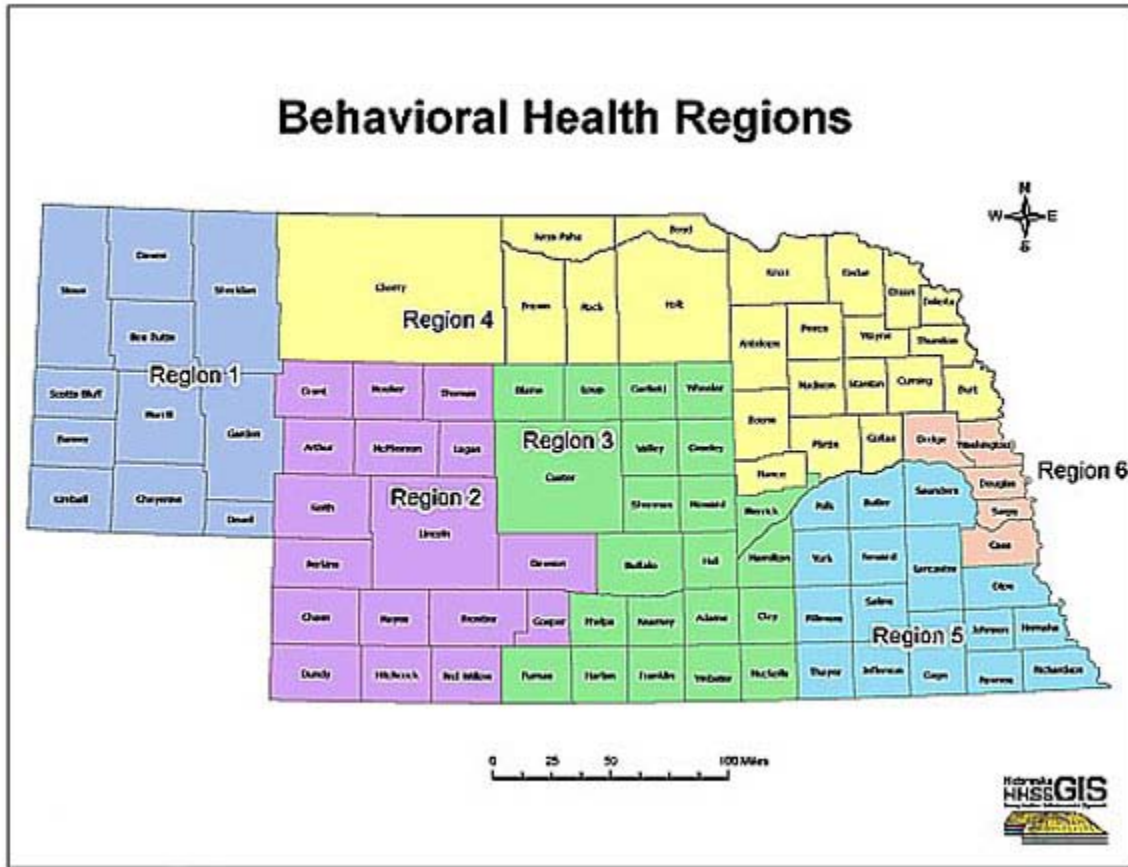 Behavioral Health Regions
N
W E
S
Dawes
Sioux
Sheridan
Cherry
Keya Paha
Boyd
Knox
Cedar
Dixon
Dakota
Brown
Rock
Holt
Region 4
Box Butte
Antelope
Pierce
Wayne
Thurston
Region 1
Scotts Bluff
Grant
Hooker
Thomas
Blaine
Loup
Garfield
Wheeler
Madison
Stanton
Cuming
Burt
Morrill
Banner
Garden
Arthur
McPherson
Logan
Region 3
Custer
Valley
Greeley
Boone
Platte
Colfax
Dodge
Washington
Region 6
Nance
Douglas
Kimball
Cheyenne
Deuel
Keith
Region 2
Lincoln
Sherman
Howard
Merrick
Polk
Butler
Saunders
Sarpy
Perkins
Dawson
Buffalo
Hall
Hamilton
York
Seward
Lancaster
Cass
Otoe
Chase
Hayes
Frontier
Gosper
Phelps
Kearney
Adams
Clay
Fillmore
Saline
Region 5
Johnson
Nemaha
Dundy
Hitchcock
Red Willow
Furnas
Harlan
Franklin
Webster
Nuckolls
Thayer
Jefferson
Gage
Pawnee
Richardson
0 25 50 100 Miles
Nebraska
HHSS GIS